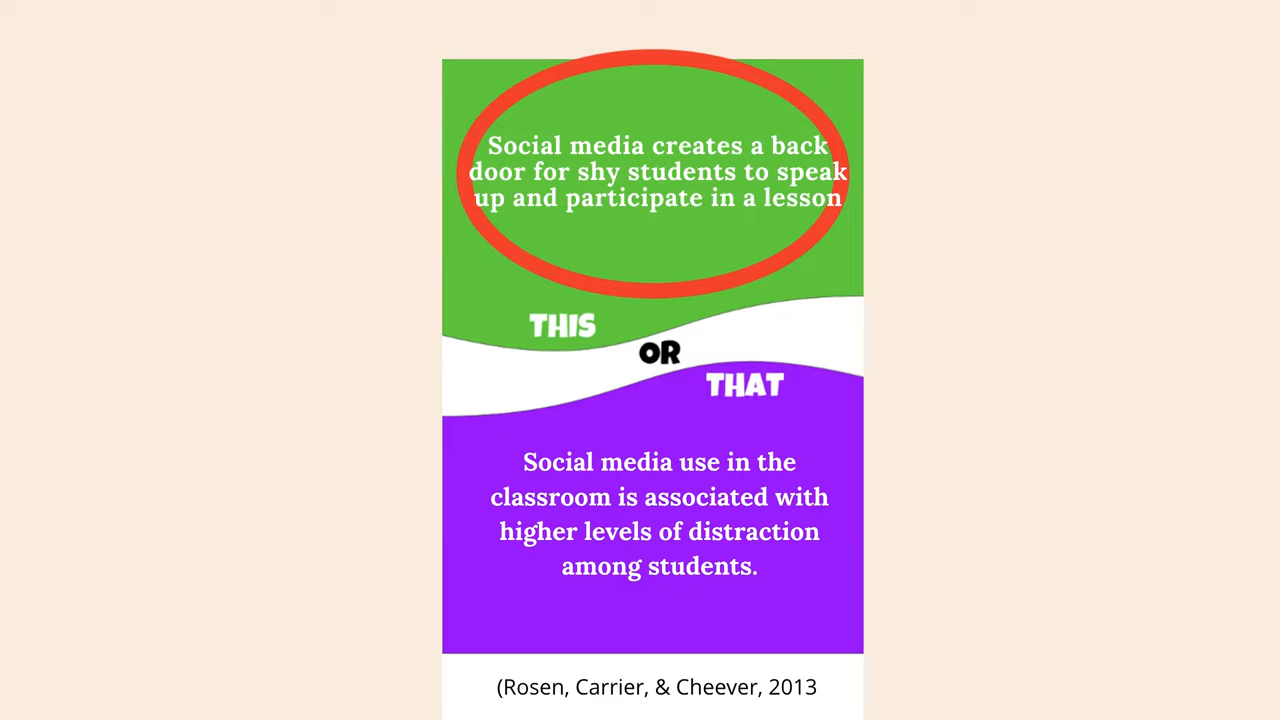 Social media creates a back
door for shy students to speak
up and participate in a lesson
THIS
OR
THAT
Social media use in the
classroom is associated with
higher levels of distraction
among students.
(Rosen, Carrier, & Cheever, 2013